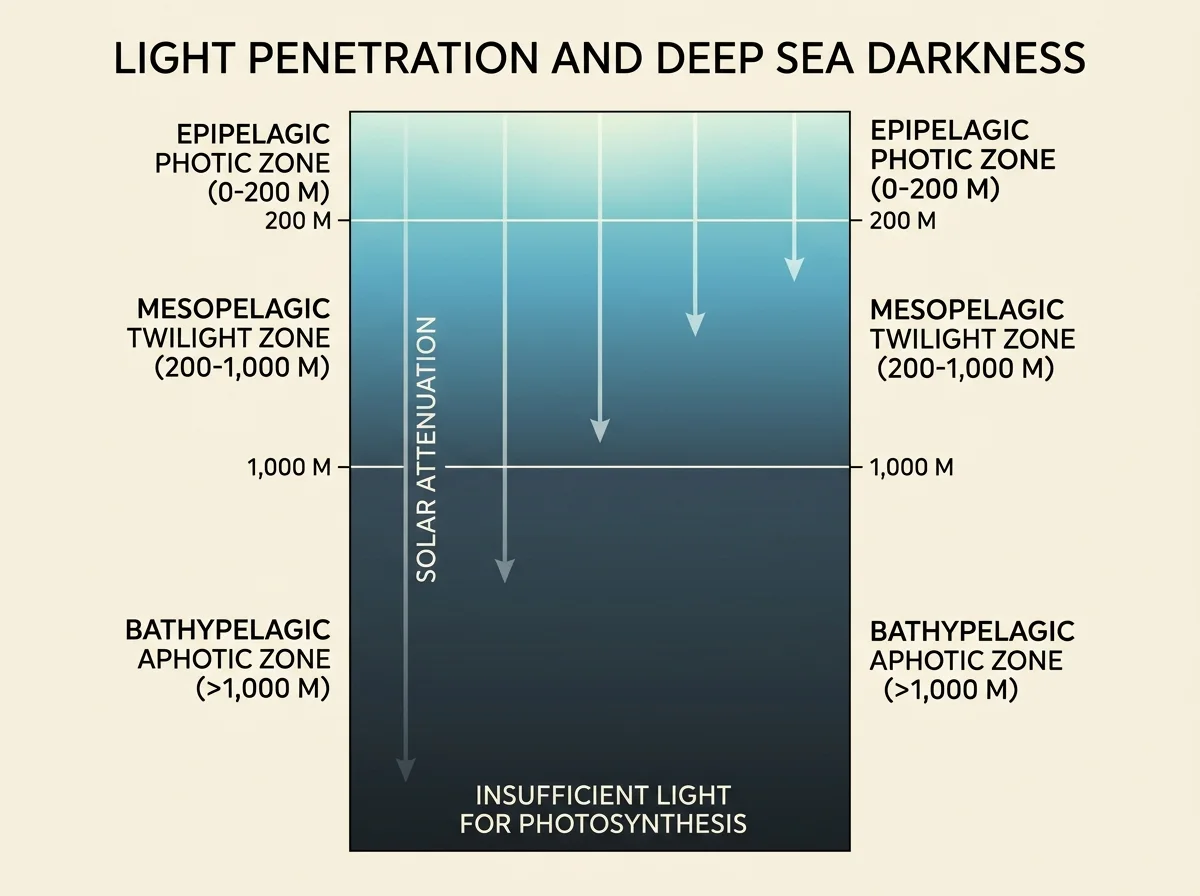 LIGHT PENETRATION AND DEEP SEA DARKNESS
EPIPELAGIC
PHOTIC ZONE
(0-200 M)
200 M
MESOPELAGIC
TWILIGHT ZONE
(200-1,000 M)
1,000 M
BATHYPELAGIC
APHOTIC ZONE
(>1,000 M)
SOLAR ATTENUATION
INSUFFICIENT LIGHT
FOR PHOTOSYNTHESIS
EPIPELAGIC
PHOTIC ZONE
(0-200 M)
200 M
MESOPELAGIC
TWILIGHT ZONE
(200-1,000 M)
1,000 M
BATHYPELAGIC
APHOTIC ZONE
(>1,000 M)